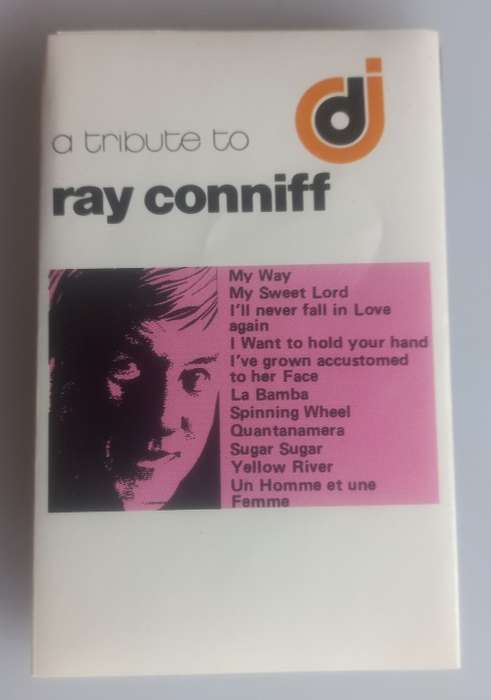 dj
a tribute to
ray conniff
My Way
My Sweet Lord
I'll never fall in Love
again
I Want to hold your hand
I've grown accustomed
to her Face
La Bamba
Spinning Wheel
Quantanamera
Sugar Sugar
Yellow River
Un Homme et une
Femme